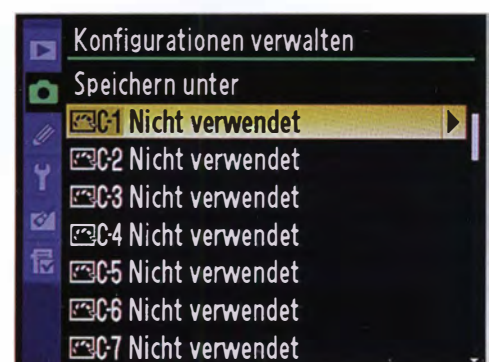 Konfigurationen verwalten
Speichern unter
C-1 Nicht verwendet
C-2 Nicht verwendet
C-3 Nicht verwendet
C-4 Nicht verwendet
C-5 Nicht verwendet
C-6 Nicht verwendet
C-7 Nicht verwendet